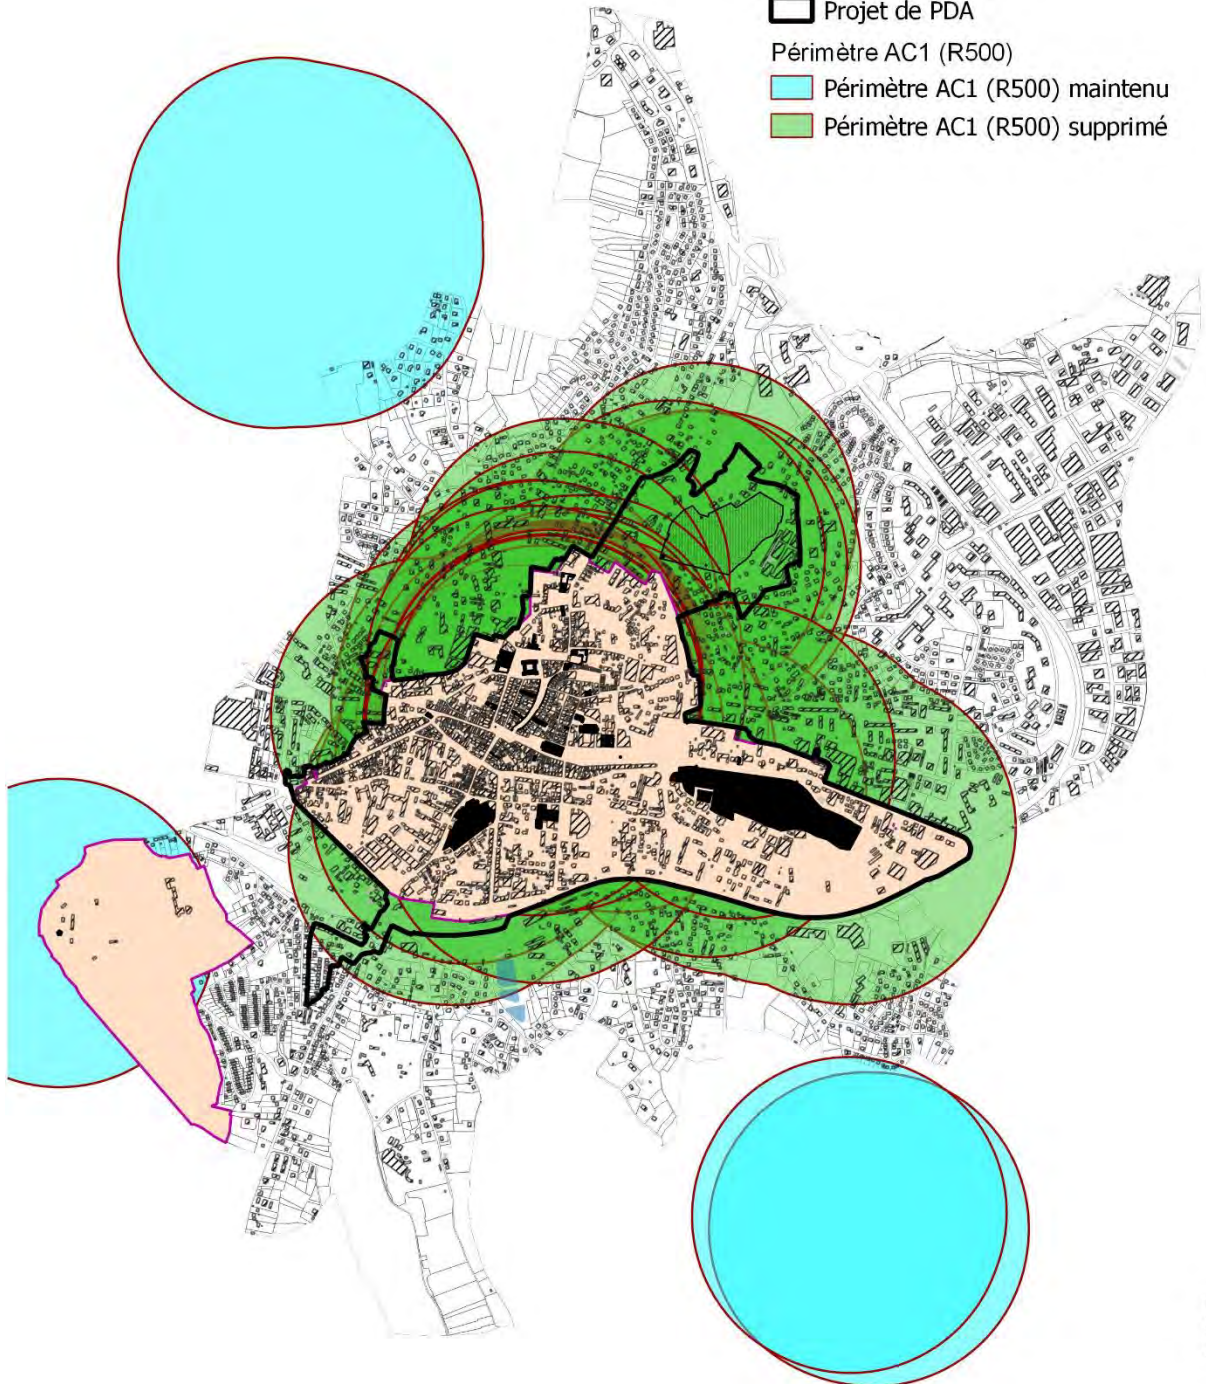 Projet de PDA
Périmètre AC1 (R500)
Périmètre AC1 (R500) maintenu
Périmètre AC1 (R500) supprimé